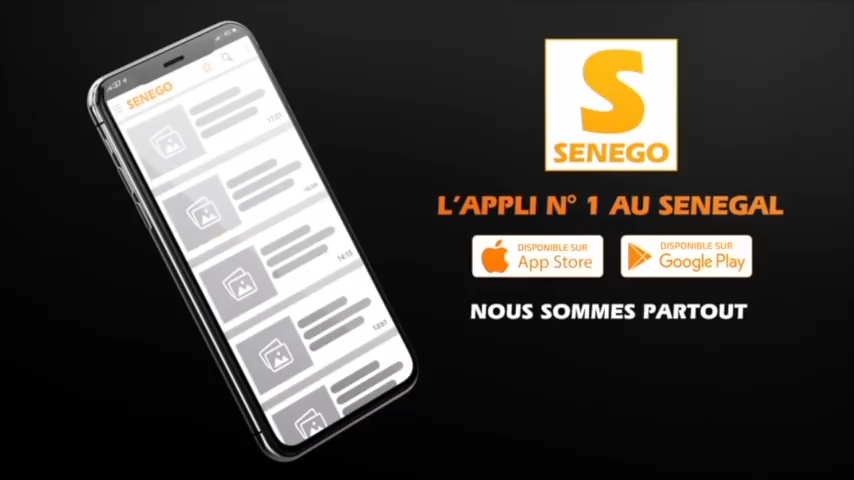 SENEGO
S
SENEGO
L'APPLI N° 1 AU SENEGAL
DISPONIBLE SUR
App Store
DISPONIBLE SUR
Google Play
NOUS SOMMES PARTOUT